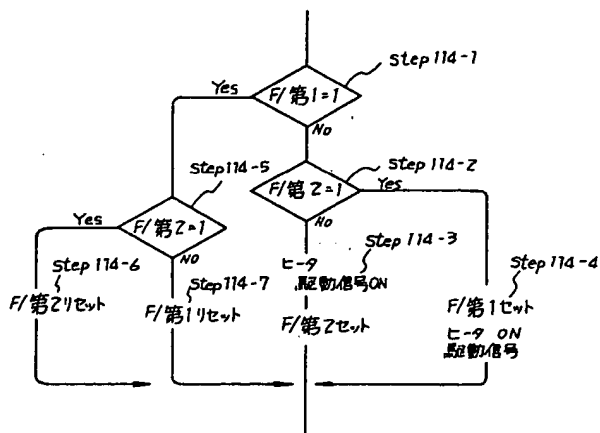 Step 114-1
Yes
F/第1=1
No
Step 114-5
Step 114-2
Yes
F/第2=1
No
Yes
F/第2=1
No
Step 114-6
Step 114-7
Step 114-3
Step 114-4
F/第2リセット
F/第1リセット
ヒータ
駆動信号ON
F/第2セット
F/第1セット
ヒータ ON
駆動信号